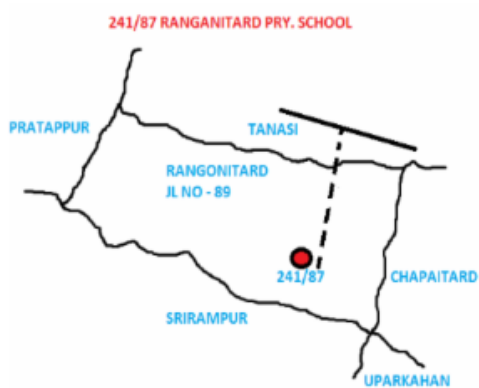 241/87 RANGANITARD PRY. SCHOOL
PRATAPPUR
TANASI
RANGONITARD
JL NO - 89
241/87
CHAPAITARD
SRIRAMPUR
UPARKAHAN